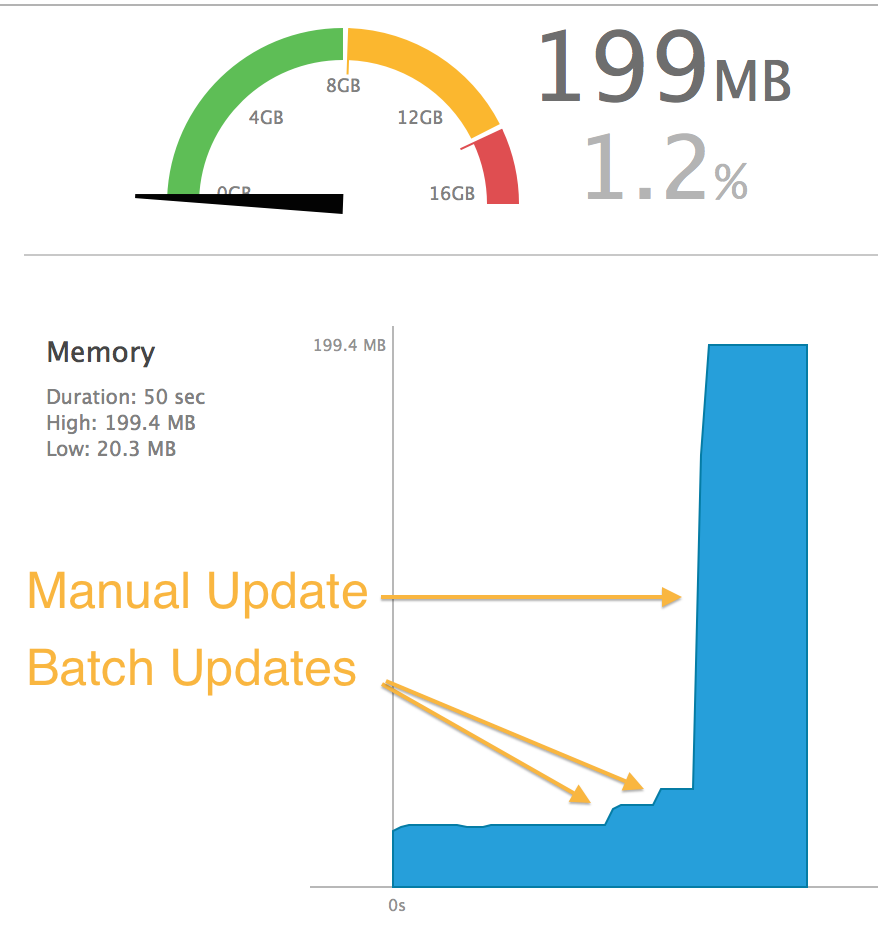 199MB
1.2%
8GB
4GB
12GB
0GB
16GB
Memory
Duration: 50 sec
High: 199.4 MB
Low: 20.3 MB
199.4 MB
Manual Update
Batch Updates
0s